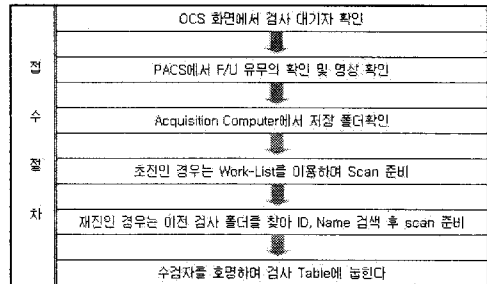 접수절차
OCS 화면에서 검사 대기자 확인
PACS에서 F/U 유무의 확인 및 영상 확인
Acquisition Computer에서 저장 폴더확인
초진인 경우는 Work-List를 이용하여 Scan 준비
재진인 경우는 이전 검사 폴더를 찾아 ID, Name 검색 후 scan 준비
수검자를 호명하며 검사 Table에 눕힌다